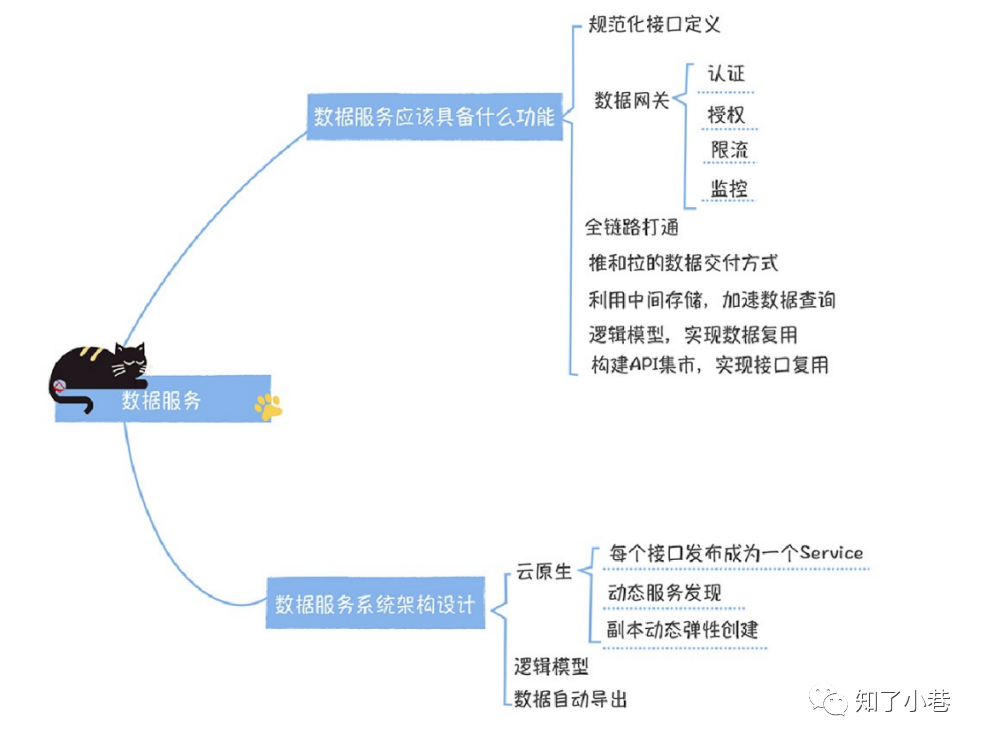 规范化接口定义
认证
数据网关
数据服务应该具备什么功能
授权
限流
监控
全链路打通
推和拉的数据交付方式
利用中间存储，加速数据查询
逻辑模型，实现数据复用
构建API集市，实现接口复用
数据服务
每个接口发布成为一个Service
云原生
动态服务发现
数据服务系统架构设计
副本动态弹性创建
逻辑模型
数据自动导出
知了小巷